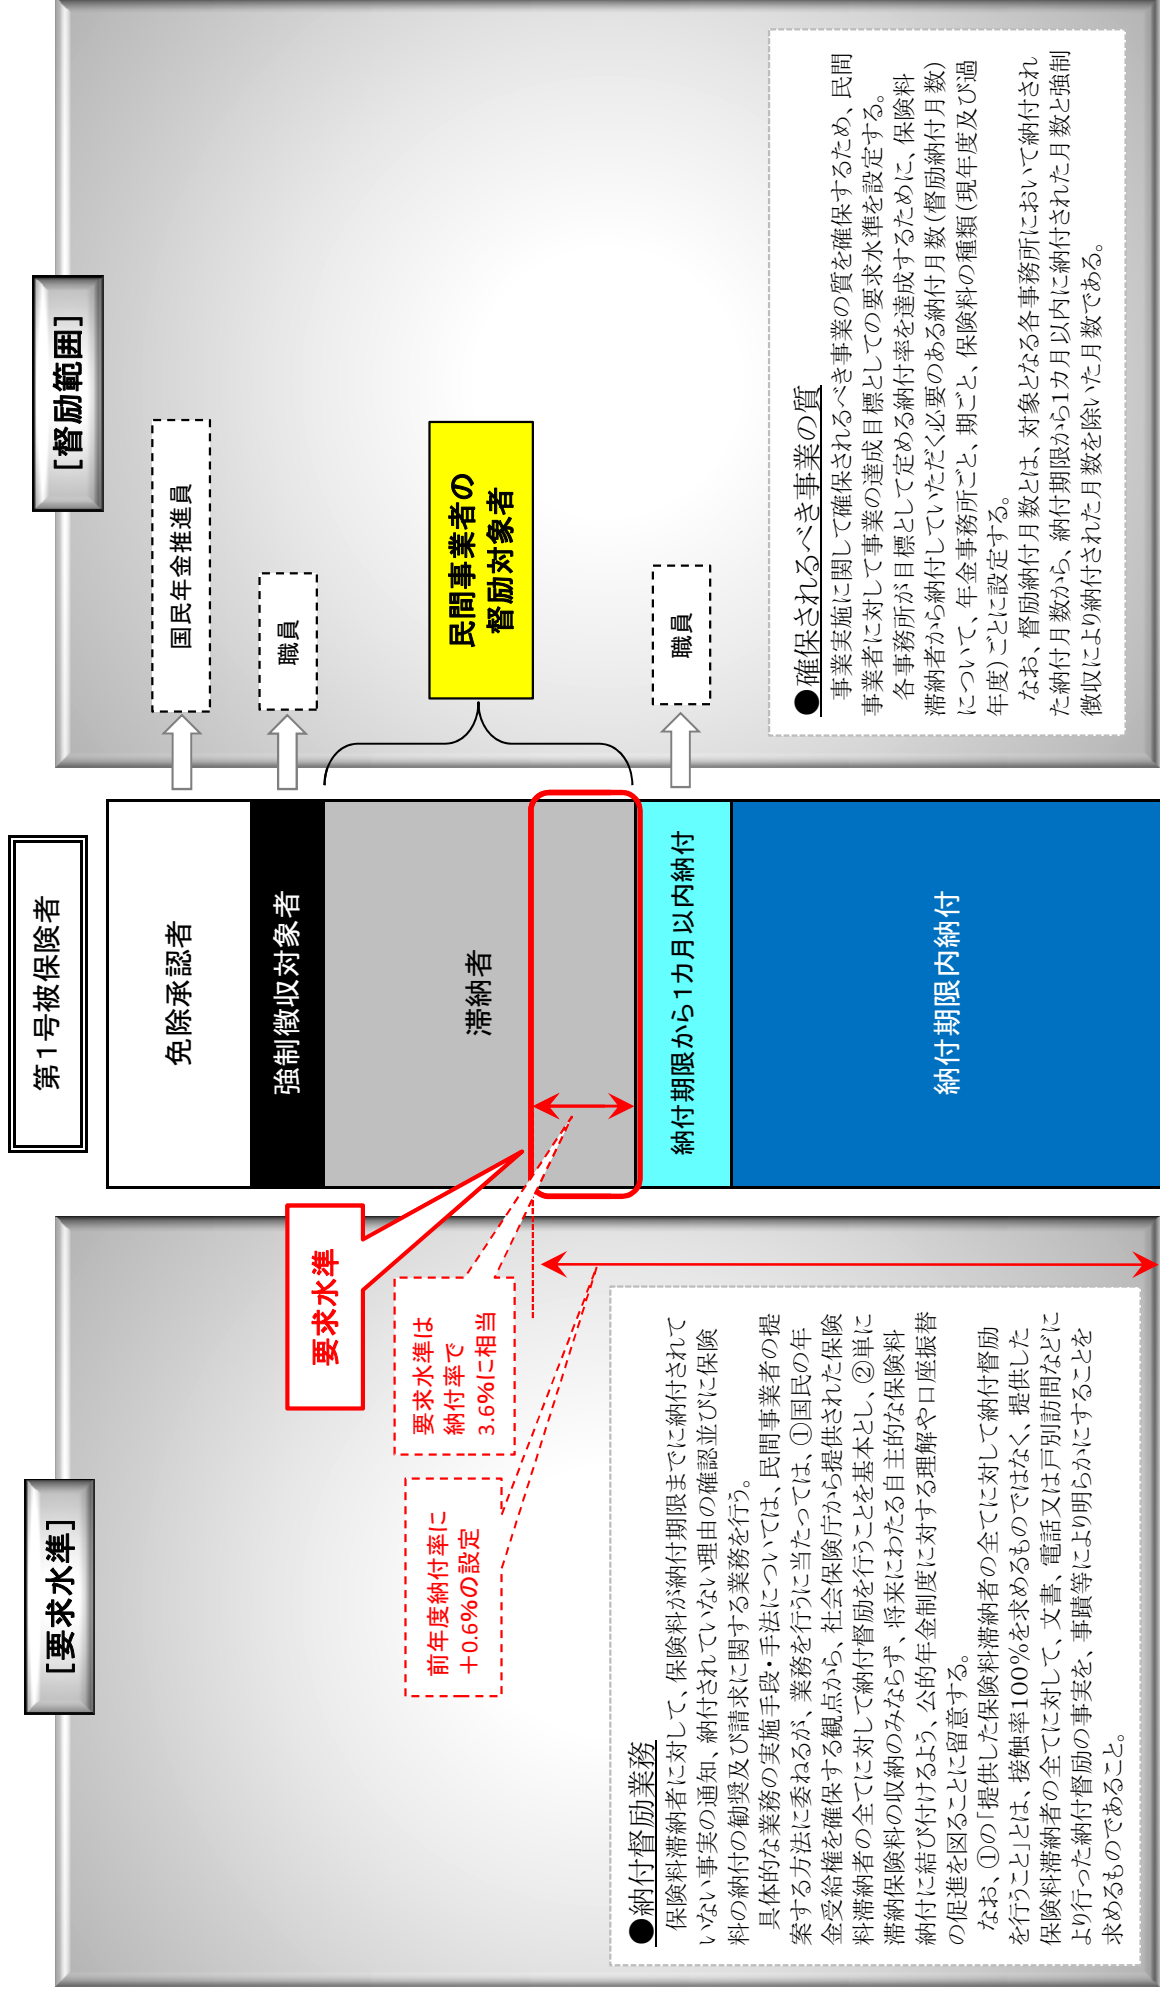 [要求水準]
第１号被保険者
[督励範囲]
免除承認者
強制徴収対象者
滞納者
納付期限から１カ月以内納付
納付期限内納付
国民年金推進員
職員
民間事業者の
督励対象者
職員
要求水準
要求水準は
納付率で
3.6%に相当
前年度納付率に
＋0.6%の設定
●納付督励業務
保険料滞納者に対して、保険料が納付期限までに納付されて
いない事実の通知、納付されていない理由の確認並びに保険
料の納付の勧奨及び請求に関する業務を行う。
具体的な業務の実施手段・手法については、民間事業者の提
案する方法に委ねるが、業務を行うに当たっては、①国民の年
金受給権を確保する観点から、社会保険庁から提供された保険
料滞納者の全てに対して納付督励を行うことを基本とし、②単に
滞納保険料の収納のみならず、将来にわたる自主的な保険料
納付に結び付けるよう、公的年金制度に対する理解や口座振替
の促進を図ることに留意する。
なお、①の「提供した保険料滞納者の全てに対して納付督励
を行うこと」とは、接触率100％を求めるものではなく、提供した
保険料滞納者の全てに対して、文書、電話又は戸別訪問などに
より行った納付督励の事実を、事蹟等により明らかにすることを
求めるものであること。
●確保されるべき事業の質
事業実施に関して確保されるべき事業の質を確保するため、民間
事業者に対して事業の達成目標としての要求水準を設定する。
各事務所が目標として定める納付率を達成するために、保険料
滞納者から納付していただく必要のある納付月数（督励納付月数）
について、年金事務所ごと、期ごと、保険料の種類（現年度及び過
年度）ごとに設定する。
なお、督励納付月数とは、対象となる各事務所において納付され
た納付月数から、納付期限から1カ月以内に納付された月数と強制
徴収により納付された月数を除いた月数である。